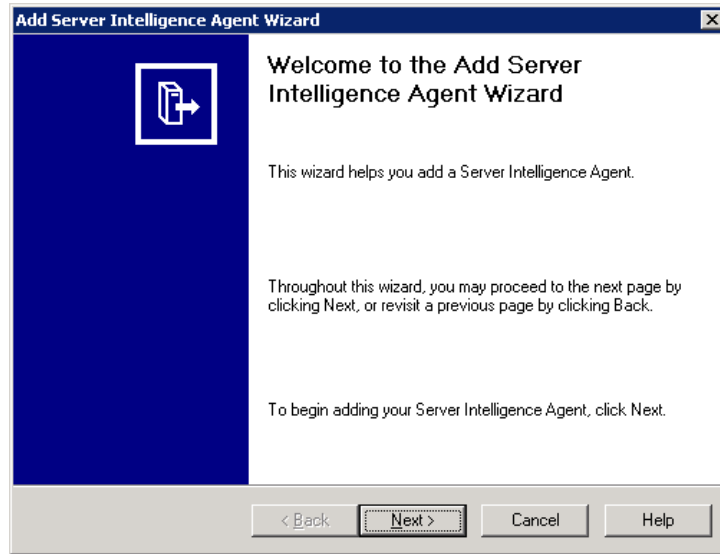 Add Server Intelligence Agent Wizard
Welcome to the Add Server
Intelligence Agent Wizard
This wizard helps you add a Server Intelligence Agent.
Throughout this wizard, you may proceed to the next page by
clicking Next, or revisit a previous page by clicking Back.
To begin adding your Server Intelligence Agent, click Next.
< Back Next > Cancel Help